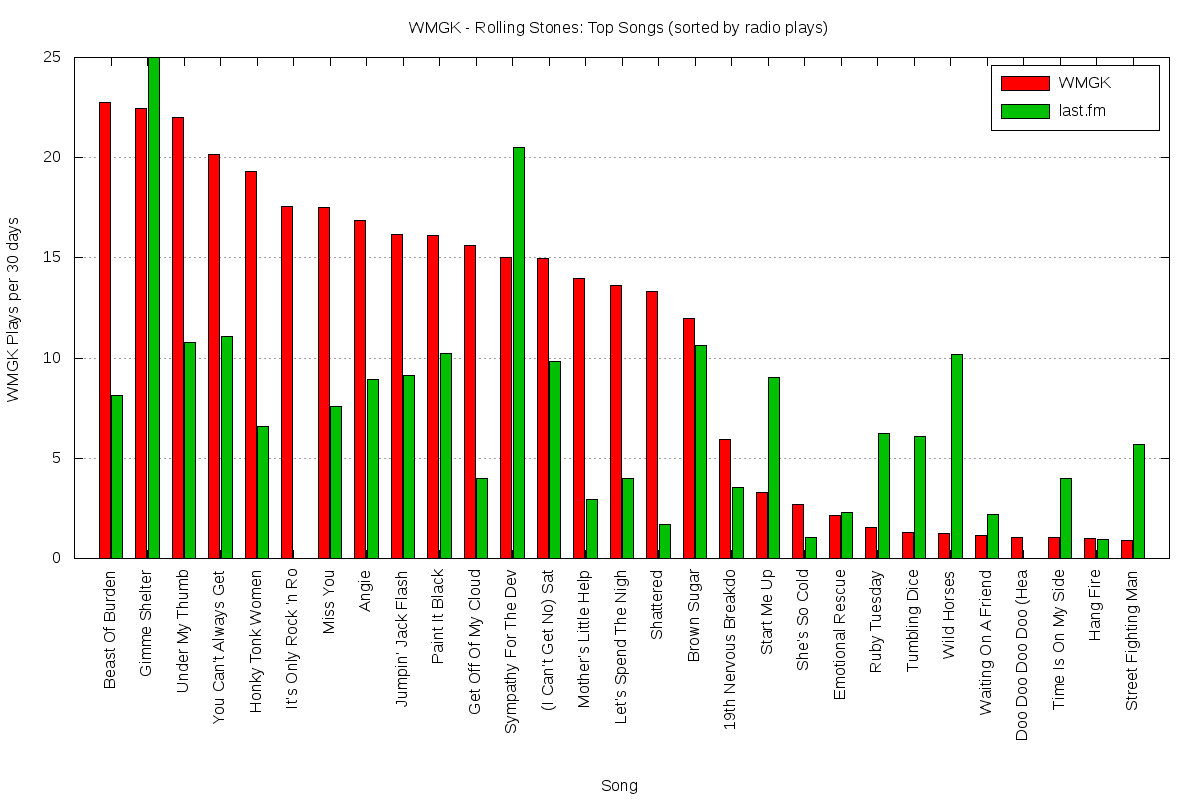 WMGK - Rolling Stones: Top Songs (sorted by radio plays)
WMGK
last.fm
WMGK Plays per 30 days
25
20
15
10
5
0
Beast Of Burden
Gimme Shelter
Under My Thumb
You Can't Always Get
Honky Tonk Women
It's Only Rock 'n Ro
Miss You
Angie
Jumpin' Jack Flash
Paint It Black
Get Off Of My Cloud
Sympathy For The Dev
(I Can't Get No) Sat
Mother's Little Help
Let's Spend The Nigh
Shattered
Brown Sugar
19th Nervous Breakdo
Start Me Up
She's So Cold
Emotional Rescue
Ruby Tuesday
Tumbling Dice
Wild Horses
Waiting On A Friend
Doo Doo Doo Doo (Hea
Time Is On My Side
Hang Fire
Street Fighting Man
Song